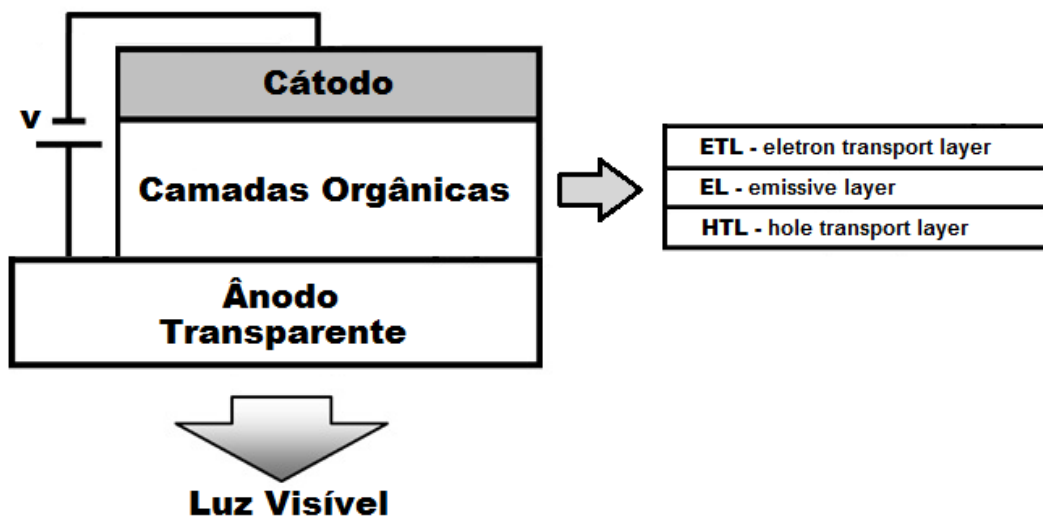 Cátodo
V
Camadas Orgânicas
ETL - eletron transport layer
EL - emissive layer
HTL - hole transport layer
Ânodo
Transparente
Luz Visível